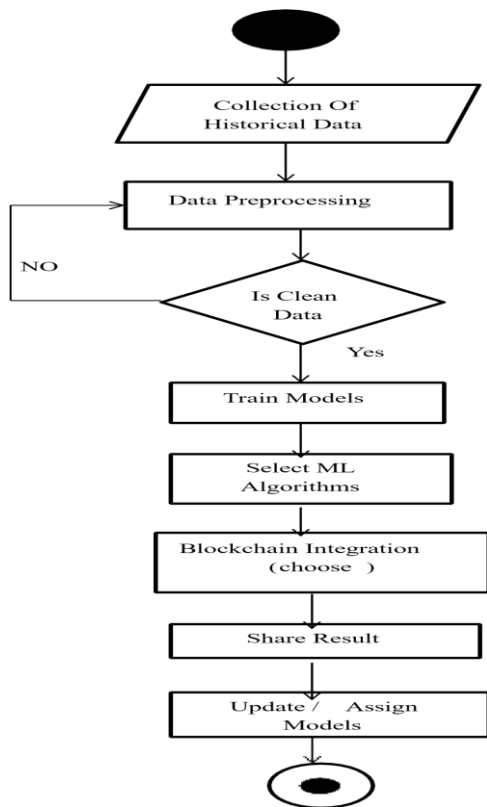 Collection Of
Historical Data
Data Preprocessing
NO
Is Clean
Data
Yes
Train Models
Select ML
Algorithms
Blockchain Integration
(choose )
Share Result
Update / Assign
Models